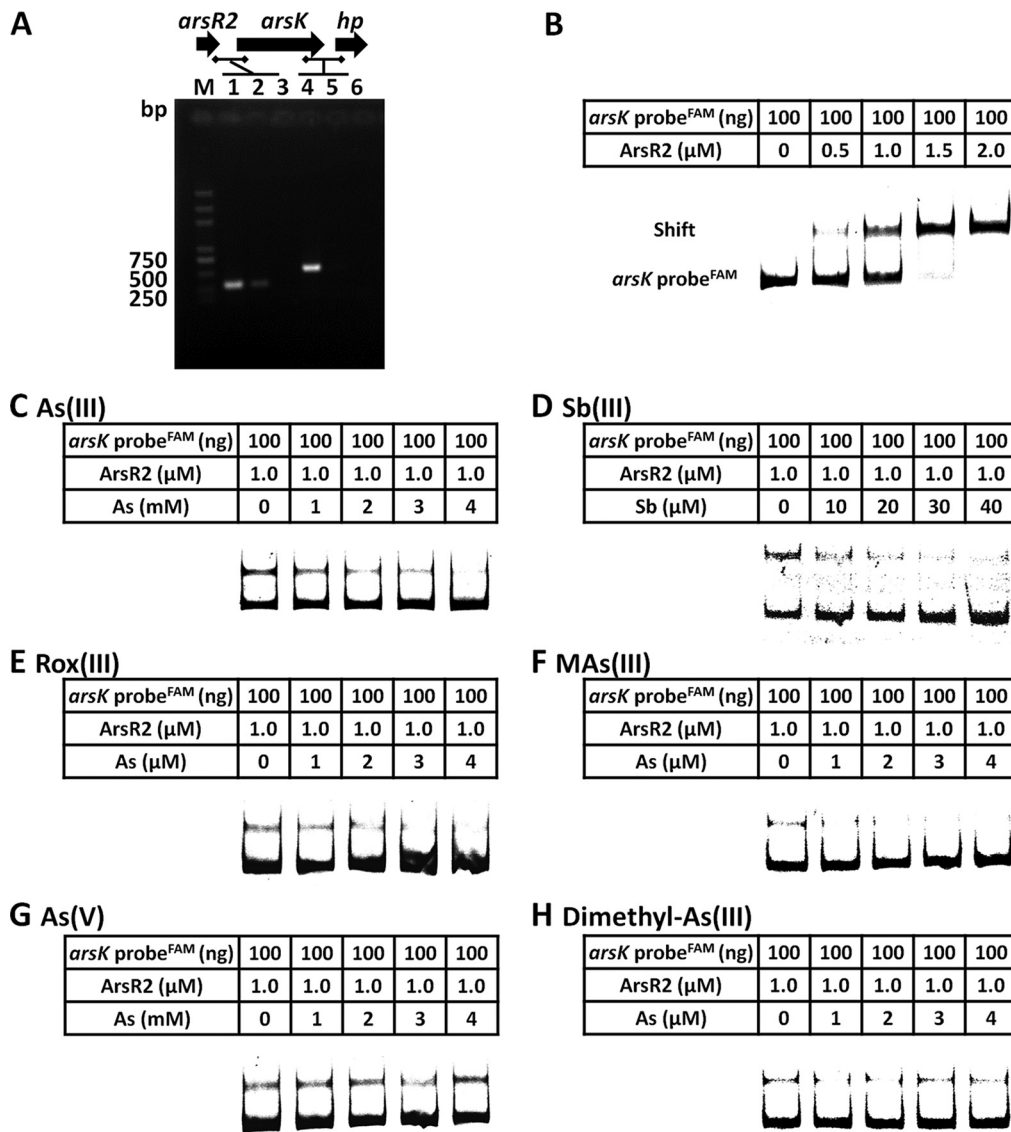 A
arsR2 arsK hp
M 1 2 3 4 5 6
bp
750
500
250
B
arsK probeFAM (ng) 100 100 100 100 100
ArsR2 (μM) 0 0.5 1.0 1.5 2.0
Shift
arsK probeFAM
C As(III)
arsK probeFAM (ng) 100 100 100 100 100
ArsR2 (μM) 1.0 1.0 1.0 1.0 1.0
As (mM) 0 1 2 3 4
D Sb(III)
arsK probeFAM (ng) 100 100 100 100 100
ArsR2 (μM) 1.0 1.0 1.0 1.0 1.0
Sb (μM) 0 10 20 30 40
E Rox(III)
arsK probeFAM (ng) 100 100 100 100 100
ArsR2 (μM) 1.0 1.0 1.0 1.0 1.0
As (μM) 0 1 2 3 4
F MAs(III)
arsK probeFAM (ng) 100 100 100 100 100
ArsR2 (μM) 1.0 1.0 1.0 1.0 1.0
As (μM) 0 1 2 3 4
G As(V)
arsK probeFAM (ng) 100 100 100 100 100
ArsR2 (μM) 1.0 1.0 1.0 1.0 1.0
As (mM) 0 1 2 3 4
H Dimethyl-As(III)
arsK probeFAM (ng) 100 100 100 100 100
ArsR2 (μM) 1.0 1.0 1.0 1.0 1.0
As (μM) 0 1 2 3 4